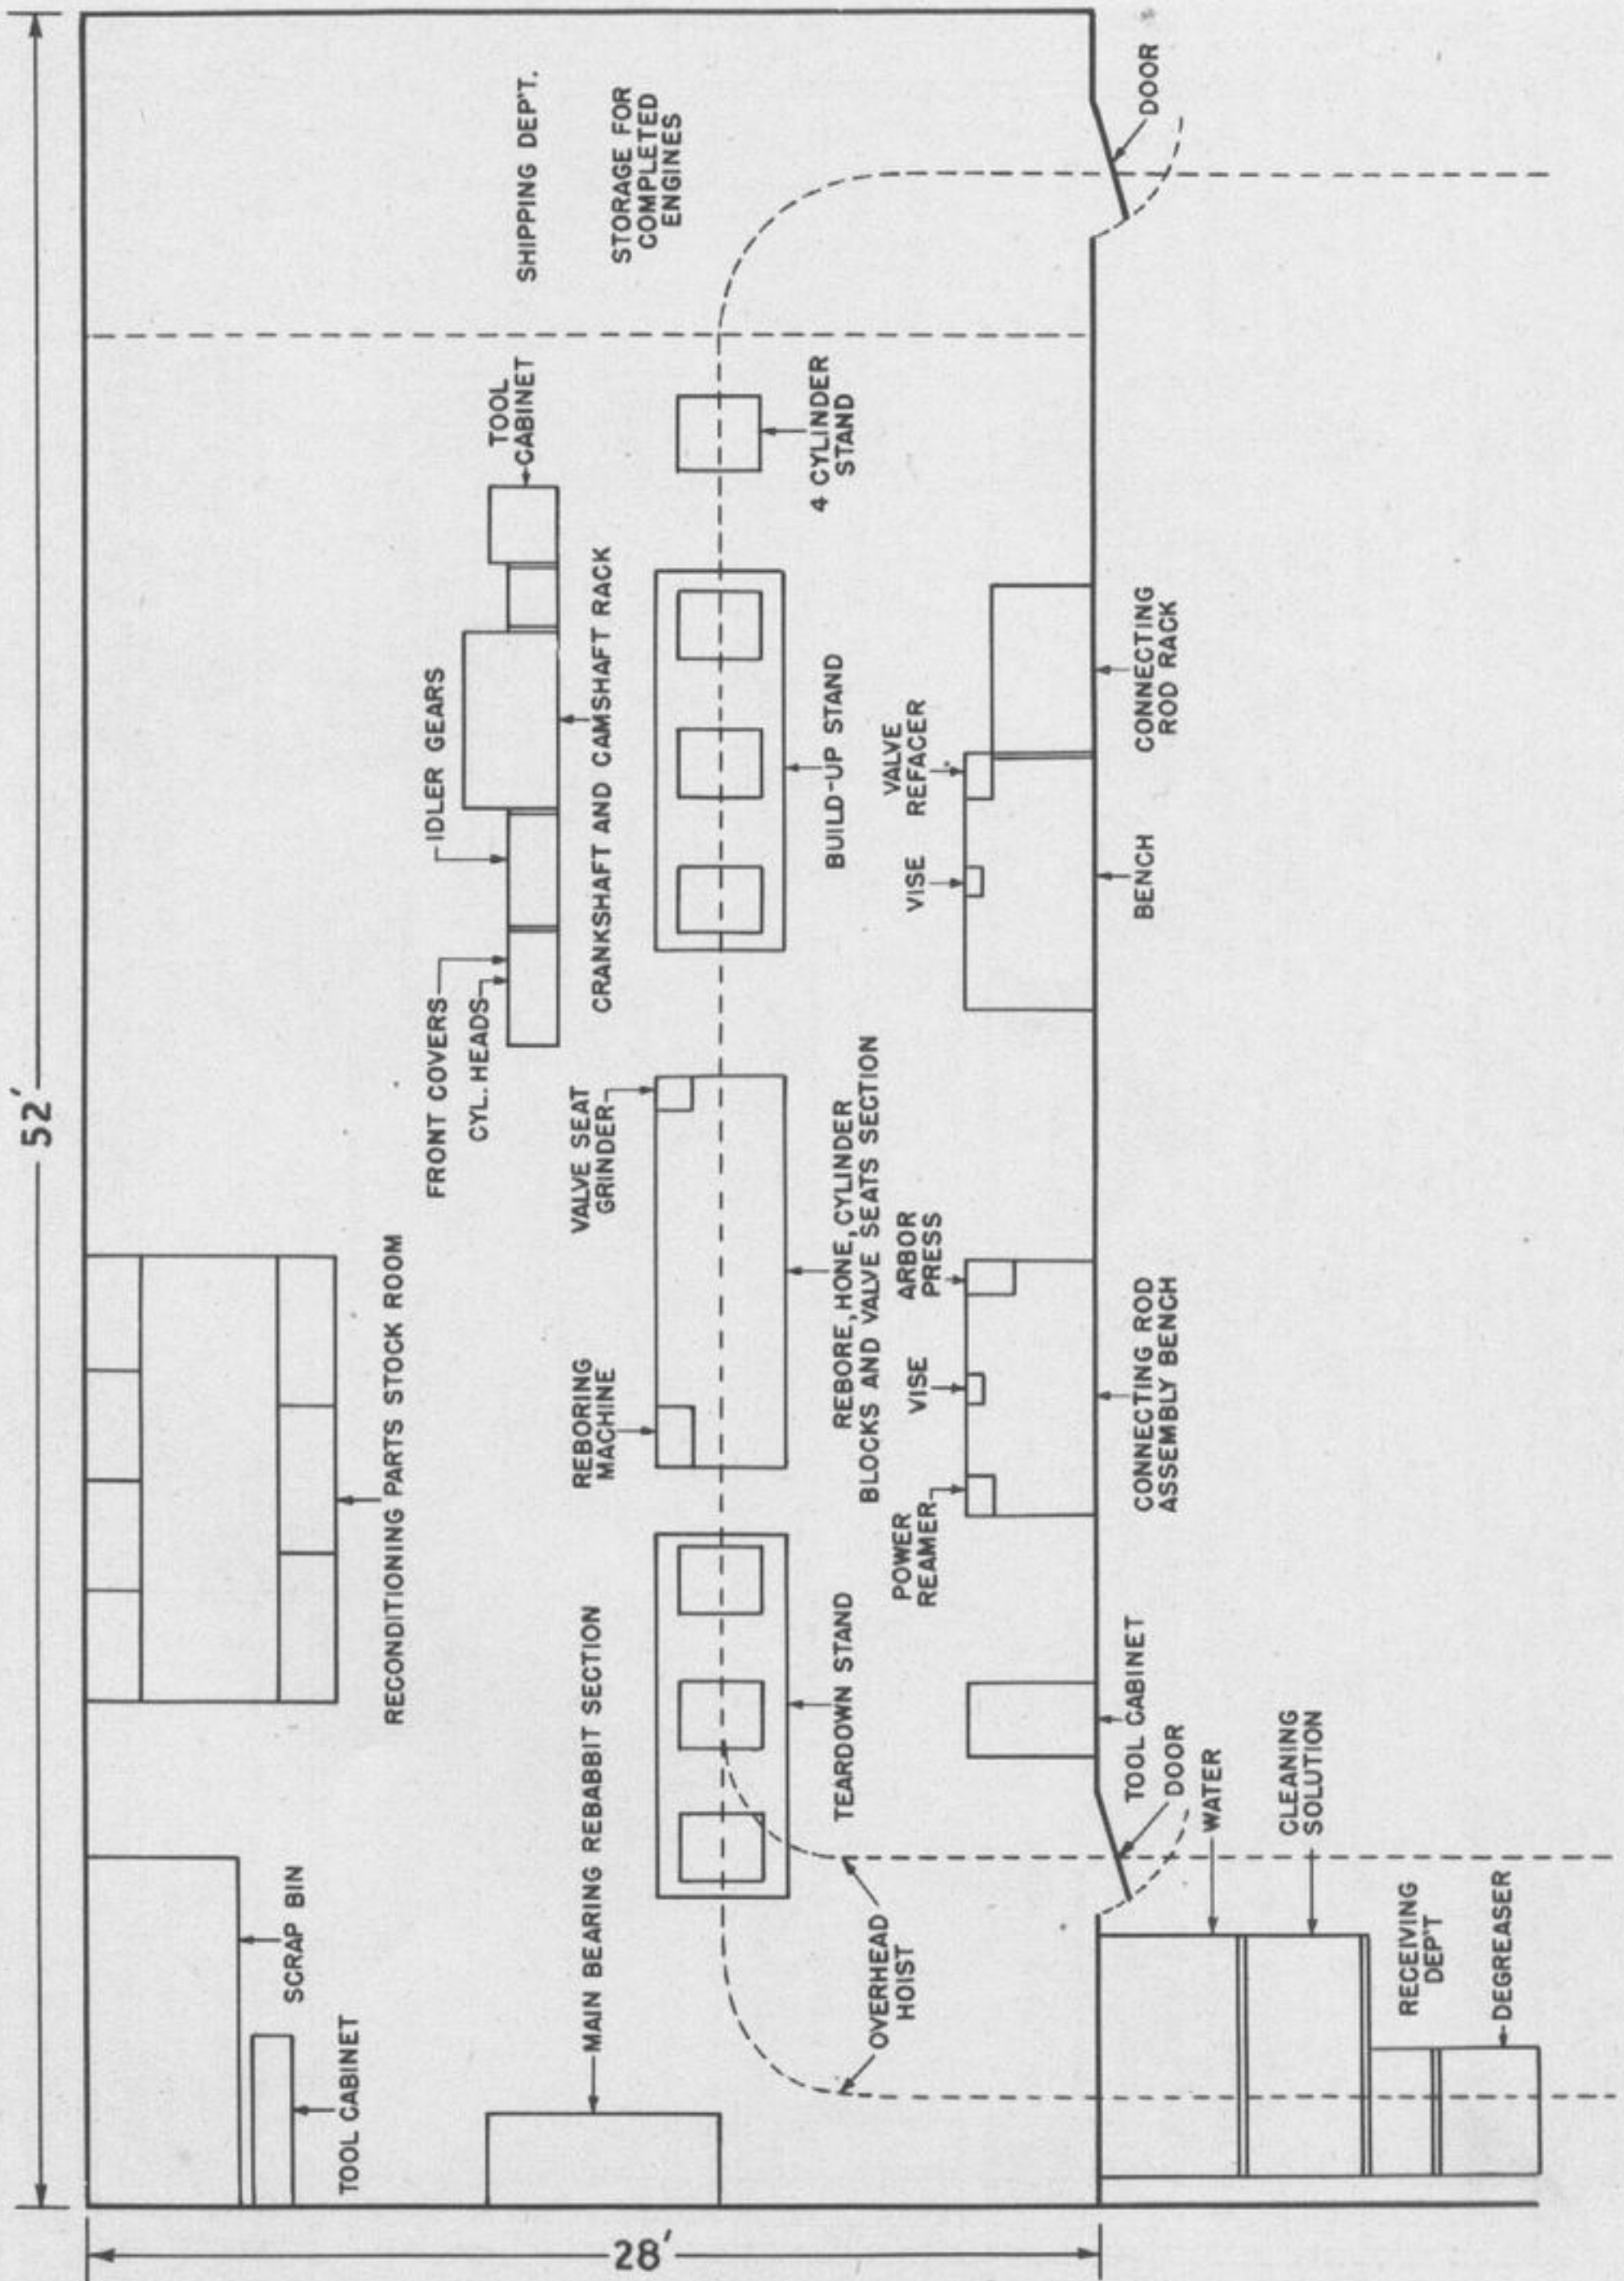 52'
28'
SCRAP BIN
TOOL CABINET
RECONDITIONING PARTS STOCK ROOM
MAIN BEARING REBABBIT SECTION
FRONT COVERS
CYL. HEADS
IDLER GEARS
TOOL
CABINET
CRANKSHAFT AND CAMSHAFT RACK
SHIPPING DEP'T.
STORAGE FOR
COMPLETED
ENGINES
REBORING
MACHINE
VALVE SEAT
GRINDER
TEARDOWN STAND
REBORE, HONE, CYLINDER
BLOCKS AND VALVE SEATS SECTION
BUILD-UP STAND
4 CYLINDER
STAND
OVERHEAD
HOIST
POWER
REAMER
VISE
ARBOR
PRESS
VISE
VALVE
REFACER
TOOL CABINET
DOOR
CONNECTING ROD
ASSEMBLY BENCH
BENCH
CONNECTING
ROD RACK
DOOR
WATER
CLEANING
SOLUTION
RECEIVING
DEP'T
DEGREASER